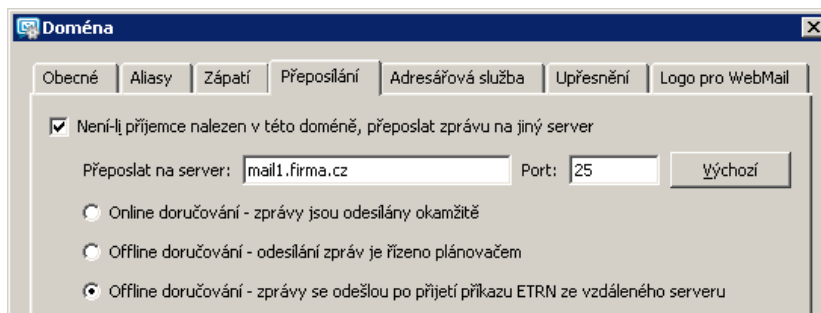 Doména
Obecné Aliasy Zápatí Přeposílání Adresářová služba Upřesnění Logo pro WebMail
Není-li příjemce nalezen v této doméně, přeposlat zprávu na jiný server
Přeposlat na server: mail1.firma.cz Port: 25 Výchozí
Online doručování - zprávy jsou odesílány okamžitě
Offline doručování - odesílání zpráv je řízeno plánovačem
Offline doručování - zprávy se odešlou po přijetí příkazu ETRN ze vzdáleného serveru